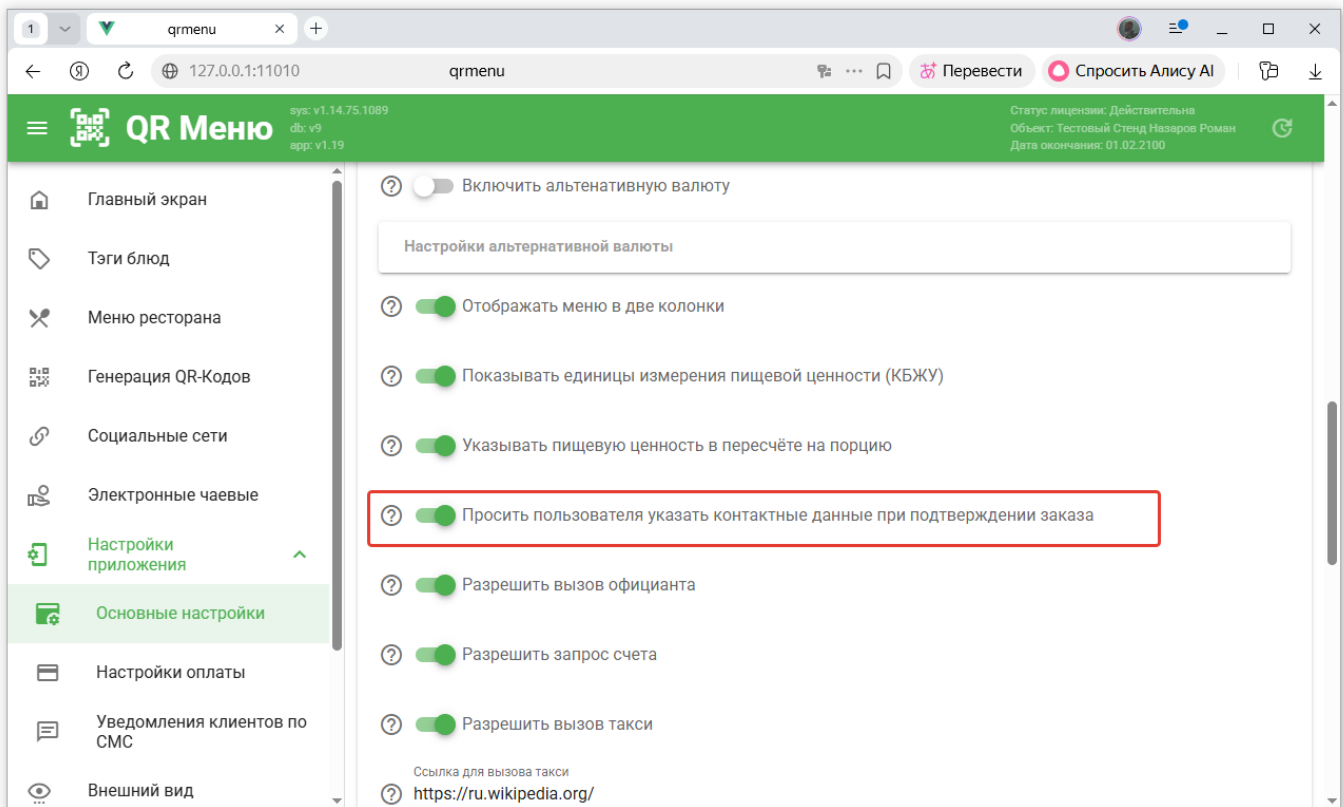 1
qrmenu
127.0.0.1:11010
qrmenu
Перевести
Спросить Алису AI
QR Меню
sys: v1.14.75.1089
db: v9
app: v1.19
Статус лицензии: Действительна
Объект: Тестовый Стенд Назаров Роман
Дата окончания: 01.02.2100
Главный экран
Тэги блюд
Меню ресторана
Генерация QR-Кодов
Социальные сети
Электронные чаевые
Настройки
приложения
Основные настройки
Настройки оплаты
Уведомления клиентов по
СМС
Внешний вид
Включить альтенативную валюту
Настройки альтернативной валюты
Отображать меню в две колонки
Показывать единицы измерения пищевой ценности (КБЖУ)
Указывать пищевую ценность в пересчёте на порцию
Просить пользователя указать контактные данные при подтверждении заказа
Разрешить вызов официанта
Разрешить запрос счета
Разрешить вызов такси
Ссылка для вызова такси
https://ru.wikipedia.org/